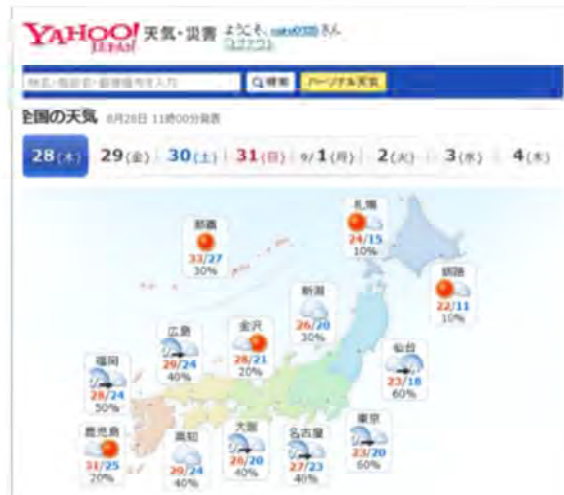 YAHOO! JAPAN 天気・災害 ようこそ、 さん
検索 パーソナル天気
全国の天気 8月28日 11時00分発表
28(木) 29(金) 30(土) 31(日) 9/1(月) 2(火) 3(水) 4(木)
札幌
24/15
10%
那覇
33/27
30%
釧路
22/11
10%
新潟
26/20
30%
金沢
28/21
20%
広島
29/24
40%
仙台
23/18
60%
福岡
28/24
50%
東京
23/20
60%
大阪
28/20
40%
名古屋
27/23
40%
高知
29/24
40%
鹿児島
31/25
20%